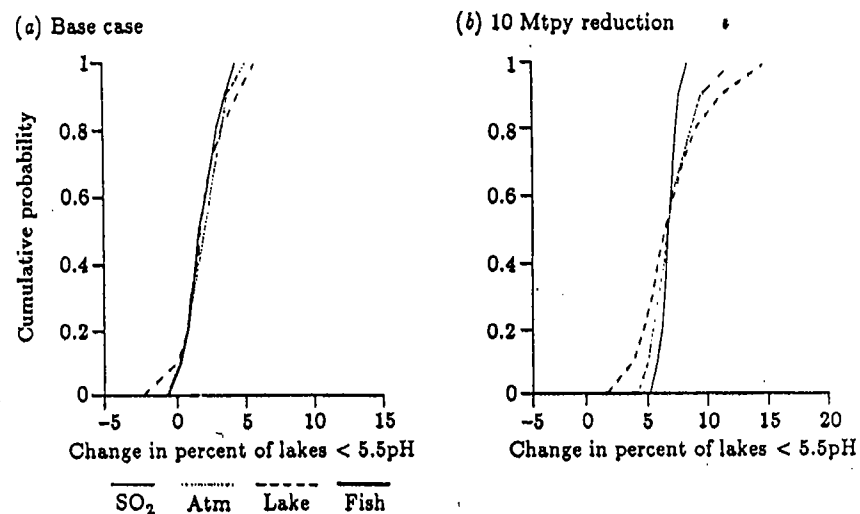 (a) Base case
(b) 10 Mtpy reduction
Cumulative probability
1
0.8
0.6
0.4
0.2
0
-5 0 5 10 15
Change in percent of lakes < 5.5pH
1
0.8
0.6
0.4
0.2
0
-5 0 5 10 15 20
Change in percent of lakes < 5.5pH
SO₂ Atm Lake Fish